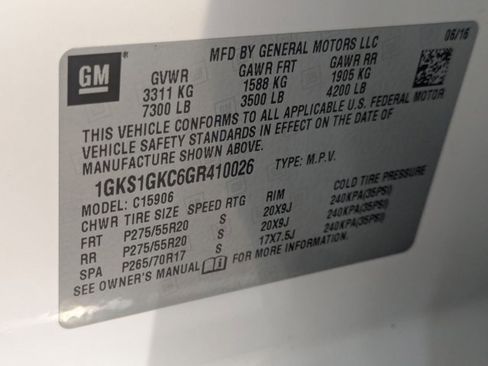 GM
MFD BY GENERAL MOTORS LLC 06/16
GVWR GAWR FRT GAWR RR
3311 KG 1588 KG 1905 KG
7300 LB 3500 LB 4200 LB
THIS VEHICLE CONFORMS TO ALL APPLICABLE U.S. FEDERAL MOTOR
VEHICLE SAFETY STANDARDS IN EFFECT ON THE DATE OF
MANUFACTURE SHOWN ABOVE.
1GKS1GKC6GR410026 TYPE: M.P.V.
MODEL: C15906
CHWR TIRE SIZE SPEED RTG RIM COLD TIRE PRESSURE
FRT P275/55R20 S 20X9J 240KPA(35PSI)
RR P275/55R20 S 20X9J 240KPA(35PSI)
SPA P265/70R17 S 17X7.5J 240KPA(35PSI)
SEE OWNER'S MANUAL FOR MORE INFORMATION.